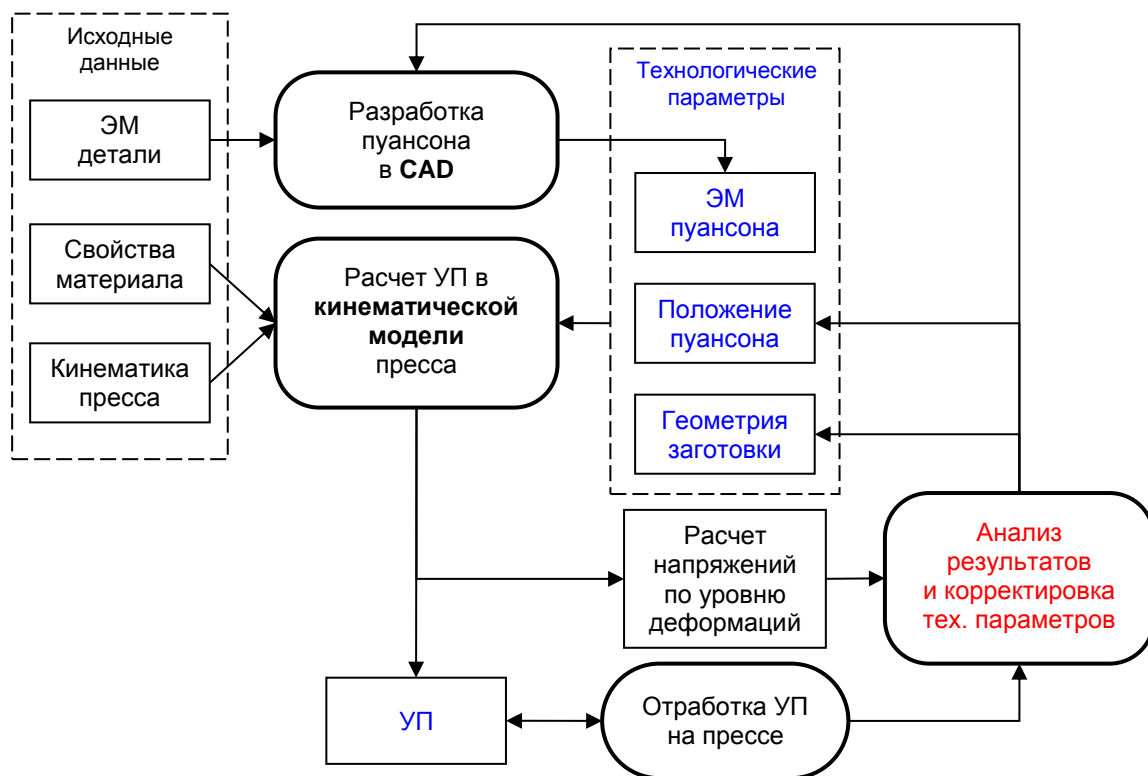 Исходные
данные
ЭМ
детали
Свойства
материала
Кинематика
пресса
Разработка
пуансона
в CAD
Расчет УП в
кинематической
модели
пресса
Технологические
параметры
ЭМ
пуансона
Положение
пуансона
Геометрия
заготовки
Расчет
напряжений
по уровню
деформаций
Анализ
результатов
и корректировка
тех. параметров
УП
Отработка УП
на прессе